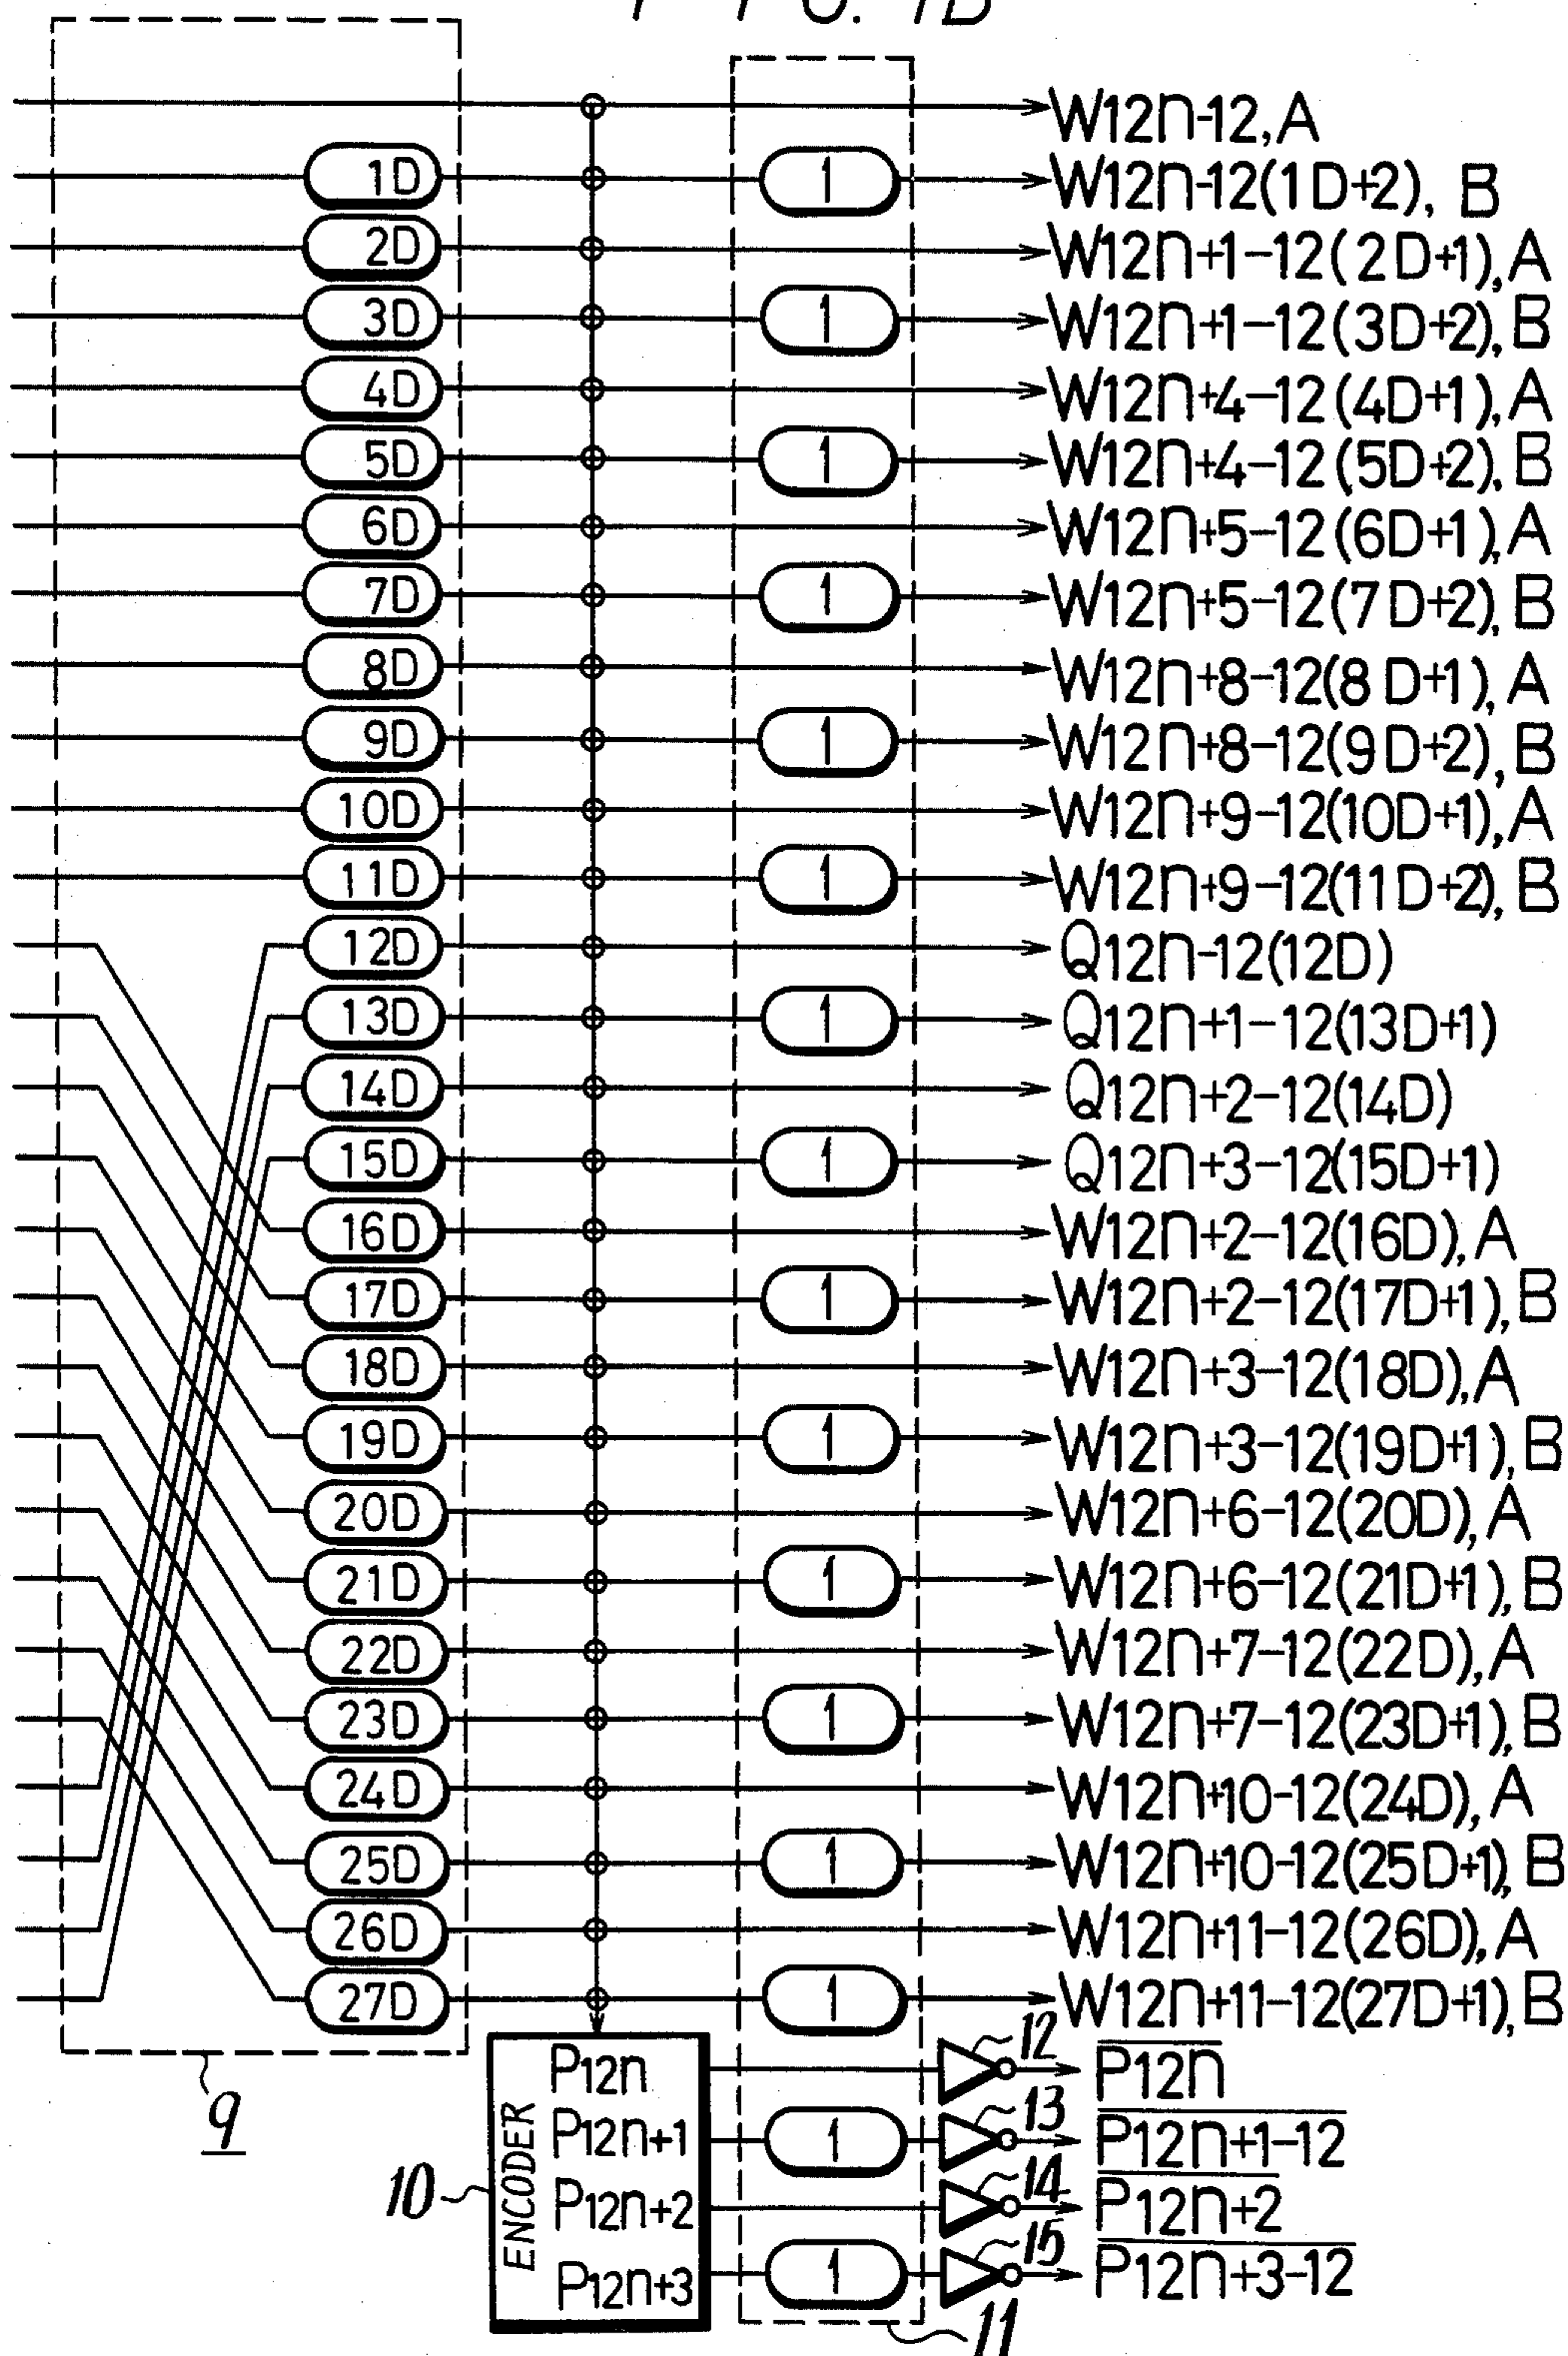 FIG. 1B
W12n-12,A
1D 1 W12n-12(1D+2), B
2D W12n+1-12(2D+1),A
3D 1 W12n+1-12(3D+2),B
4D W12n+4-12(4D+1),A
5D 1 W12n+4-12(5D+2),B
6D W12n+5-12(6D+1),A
7D 1 W12n+5-12(7D+2),B
8D W12n+8-12(8D+1),A
9D 1 W12n+8-12(9D+2),B
10D W12n+9-12(10D+1),A
11D 1 W12n+9-12(11D+2),B
12D Q12n-12(12D)
13D 1 Q12n+1-12(13D+1)
14D Q12n+2-12(14D)
15D 1 Q12n+3-12(15D+1)
16D W12n+2-12(16D),A
17D 1 W12n+2-12(17D+1),B
18D W12n+3-12(18D),A
19D 1 W12n+3-12(19D+1),B
20D W12n+6-12(20D),A
21D 1 W12n+6-12(21D+1),B
22D W12n+7-12(22D),A
23D 1 W12n+7-12(23D+1),B
24D W12n+10-12(24D),A
25D 1 W12n+10-12(25D+1),B
26D W12n+11-12(26D),A
27D 1 W12n+11-12(27D+1),B
9
10
ENCODER
P12n 12 P12n
P12n+1 1 13 P12n+1-12
P12n+2 14 P12n+2
P12n+3 1 15 P12n+3-12
11